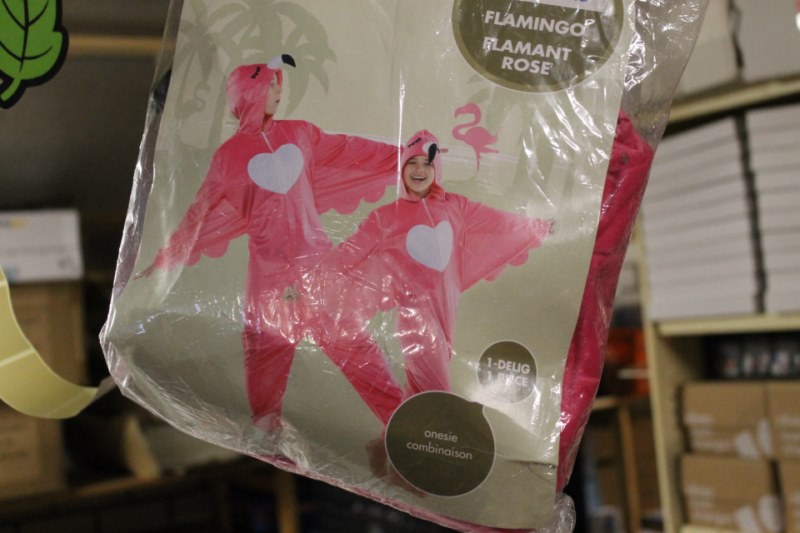 FLAMINGO
FLAMANT
ROSE
1-DELIG
onesie
combinaison